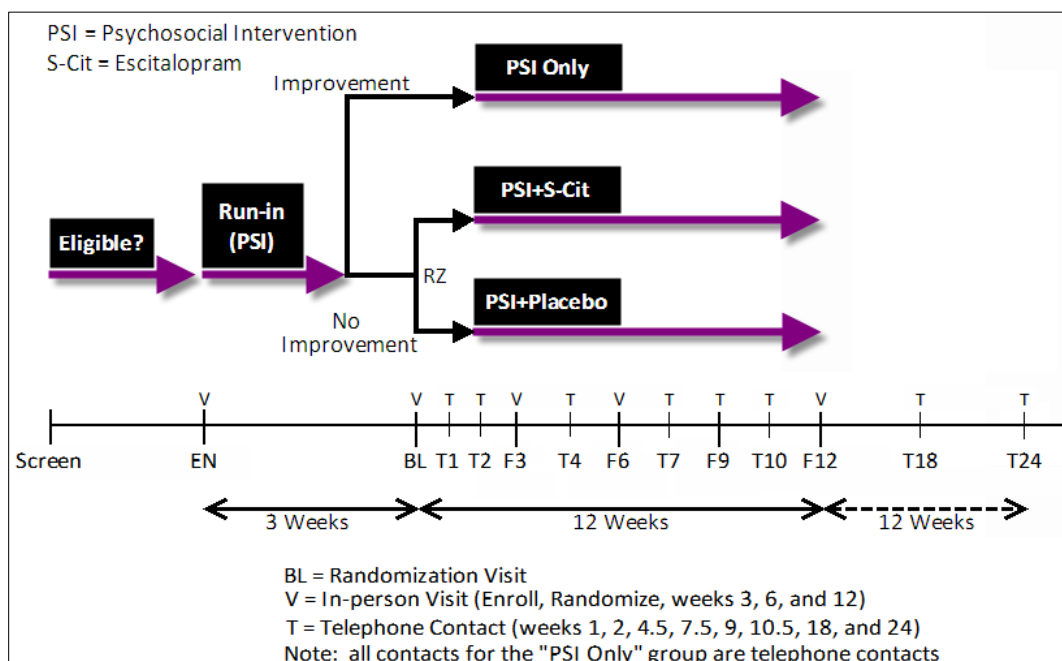 PSI = Psychosocial Intervention
S-Cit = Escitalopram
Improvement
PSI Only
Eligible?
Run-in
(PSI)
PSI+S-Cit
RZ
No
Improvement
PSI+Placebo
V V T T V T V T T T V T T
Screen EN BL T1 T2 F3 T4 F6 T7 F9 T10 F12 T18 T24
3 Weeks 12 Weeks 12 Weeks
BL = Randomization Visit
V = In-person Visit (Enroll, Randomize, weeks 3, 6, and 12)
T = Telephone Contact (weeks 1, 2, 4.5, 7.5, 9, 10.5, 18, and 24)
Note: all contacts for the "PSI Only" group are telephone contacts